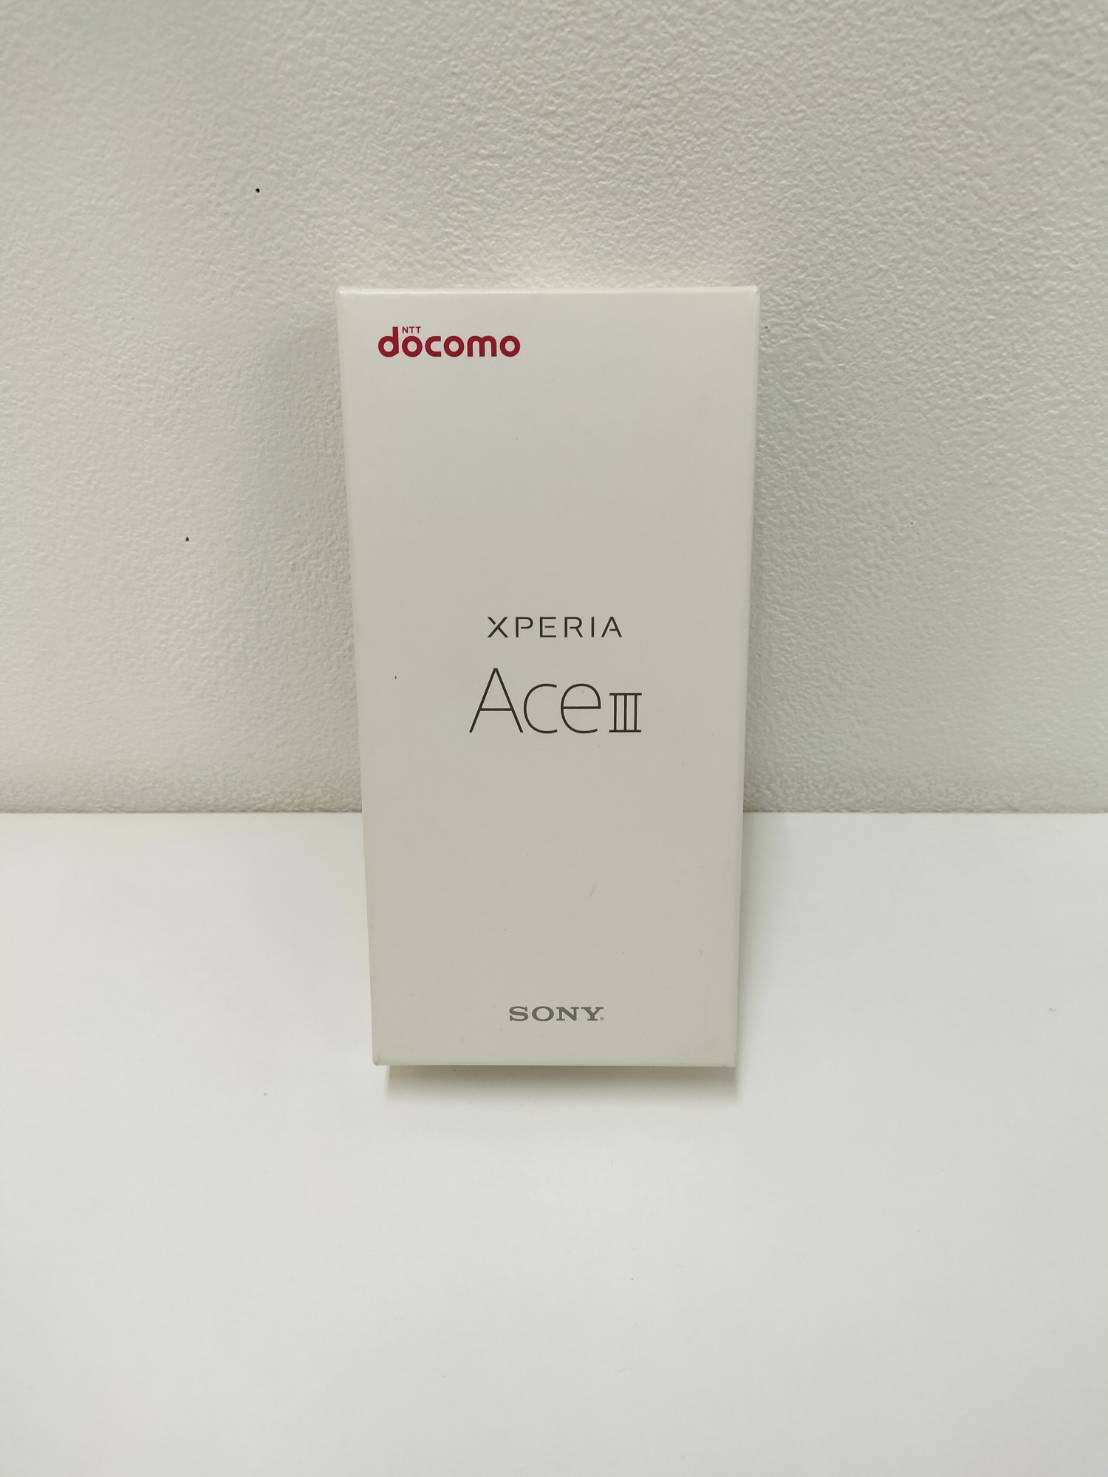 NTT
docomo
XPERIA
Ace III
SONY